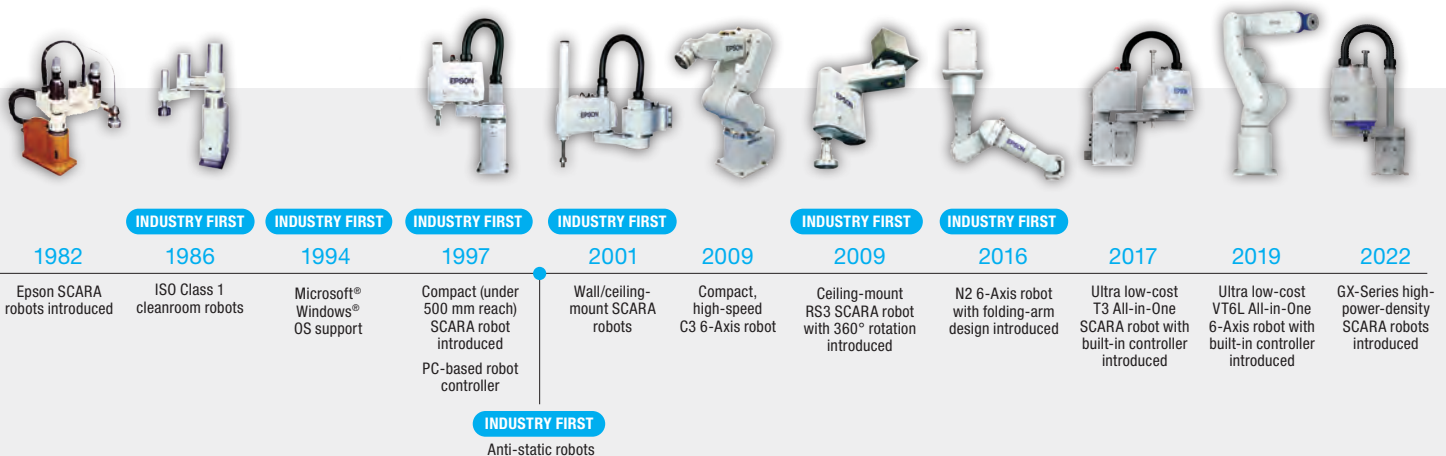 EPSON
EPSON
EPSON
EPSON
EPSON
EPSON
INDUSTRY FIRST
INDUSTRY FIRST
INDUSTRY FIRST
INDUSTRY FIRST
INDUSTRY FIRST
INDUSTRY FIRST
1982
1986
1994
1997
2001
2009
2009
2016
2017
2019
2022
Epson SCARA
robots introduced
ISO Class 1
cleanroom robots
Microsoft®
Windows®
OS support
Compact (under
500 mm reach)
SCARA robot
introduced
PC-based robot
controller
Wall/ceiling-
mount SCARA
robots
Compact,
high-speed
C3 6-Axis robot
Ceiling-mount
RS3 SCARA robot
with 360° rotation
introduced
N2 6-Axis robot
with folding-arm
design introduced
Ultra low-cost
T3 All-in-One
SCARA robot with
built-in controller
introduced
Ultra low-cost
VT6L All-in-One
6-Axis robot with
built-in controller
introduced
GX-Series high-
power-density
SCARA robots
introduced
INDUSTRY FIRST
Anti-static robots